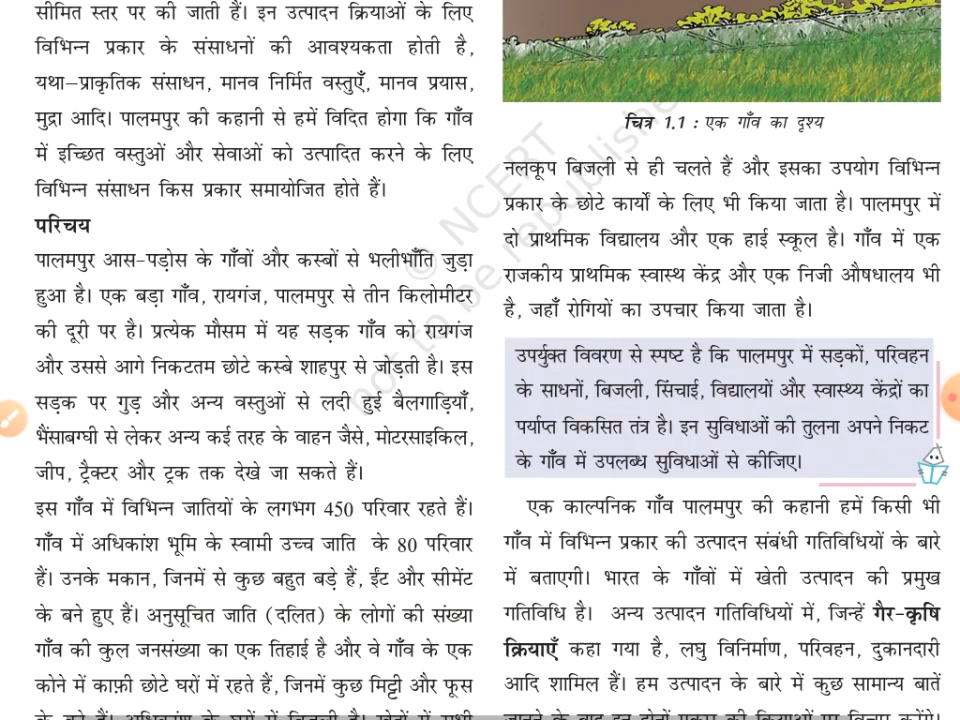 सीमित स्तर पर की जाती हैं। इन उत्पादन क्रियाओं के लिए
विभिन्न प्रकार के संसाधनों की आवश्यकता होती है,
यथा–प्राकृतिक संसाधन, मानव निर्मित वस्तुएँ, मानव प्रयास,
मुद्रा आदि। पालमपुर की कहानी से हमें विदित होगा कि गाँव
में इच्छित वस्तुओं और सेवाओं को उत्पादित करने के लिए
विभिन्न संसाधन किस प्रकार समायोजित होते हैं।
परिचय
पालमपुर आस-पड़ोस के गाँवों और कस्बों से भलीभाँति जुड़ा
हुआ है। एक बड़ा गाँव, रायगंज, पालमपुर से तीन किलोमीटर
की दूरी पर है। प्रत्येक मौसम में यह सड़क गाँव को रायगंज
और उससे आगे निकटतम छोटे कस्बे शाहपुर से जोड़ती है। इस
सड़क पर गुड़ और अन्य वस्तुओं से लदी हुई बैलगाड़ियाँ,
भैंसाबग्घी से लेकर अन्य कई तरह के वाहन जैसे, मोटरसाइकिल,
जीप, ट्रैक्टर और ट्रक तक देखे जा सकते हैं।
इस गाँव में विभिन्न जातियों के लगभग 450 परिवार रहते हैं।
गाँव में अधिकांश भूमि के स्वामी उच्च जाति के 80 परिवार
हैं। उनके मकान, जिनमें से कुछ बहुत बड़े हैं, ईंट और सीमेंट
के बने हुए हैं। अनुसूचित जाति (दलित) के लोगों की संख्या
गाँव की कुल जनसंख्या का एक तिहाई है और वे गाँव के एक
कोने में काफ़ी छोटे घरों में रहते हैं, जिनमें कुछ मिट्टी और फूस
चित्र 1.1 : एक गाँव का दृश्य
नलकूप बिजली से ही चलते हैं और इसका उपयोग विभिन्न
प्रकार के छोटे कार्यों के लिए भी किया जाता है। पालमपुर में
दो प्राथमिक विद्यालय और एक हाई स्कूल है। गाँव में एक
राजकीय प्राथमिक स्वास्थ केंद्र और एक निजी औषधालय भी
है, जहाँ रोगियों का उपचार किया जाता है।
उपर्युक्त विवरण से स्पष्ट है कि पालमपुर में सड़कों, परिवहन
के साधनों, बिजली, सिंचाई, विद्यालयों और स्वास्थ्य केंद्रों का
पर्याप्त विकसित तंत्र है। इन सुविधाओं की तुलना अपने निकट
के गाँव में उपलब्ध सुविधाओं से कीजिए।
एक काल्पनिक गाँव पालमपुर की कहानी हमें किसी भी
गाँव में विभिन्न प्रकार की उत्पादन संबंधी गतिविधियों के बारे
में बताएगी। भारत के गाँवों में खेती उत्पादन की प्रमुख
गतिविधि है। अन्य उत्पादन गतिविधियों में, जिन्हें गैर-कृषि
क्रियाएँ कहा गया है, लघु विनिर्माण, परिवहन, दुकानदारी
आदि शामिल हैं। हम उत्पादन के बारे में कुछ सामान्य बातें
© NCERT
not to be republished